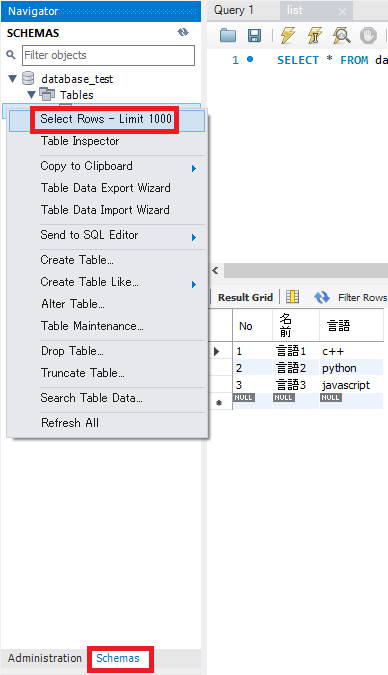 Navigator
SCHEMAS
Filter objects
database_test
Tables
Select Rows - Limit 1000
Table Inspector
Copy to Clipboard
Table Data Export Wizard
Table Data Import Wizard
Send to SQL Editor
Create Table...
Create Table Like...
Alter Table...
Table Maintenance...
Drop Table...
Truncate Table...
Search Table Data...
Refresh All
Administration Schemas
Query 1 list
1 SELECT * FROM da
Result Grid Filter Rows
No 名前 言語
1 言語1 c++
2 言語2 python
3 言語3 javascript
NULL NULL NULL